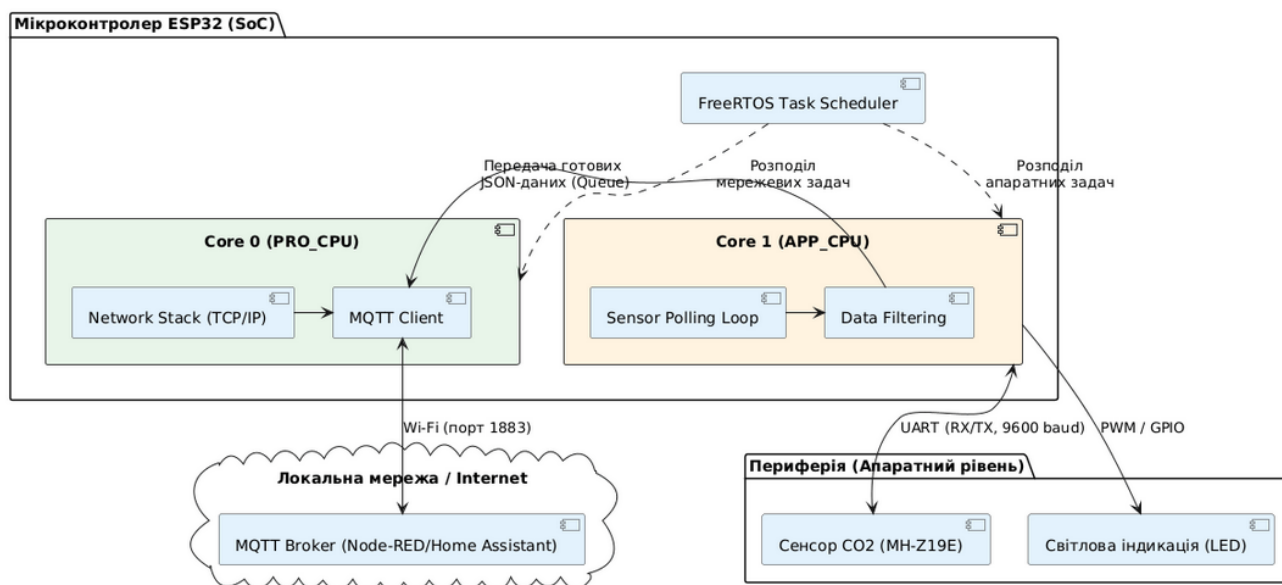 Мікроконтролер ESP32 (SoC)
FreeRTOS Task Scheduler
Передача готових
JSON-даних (Queue)
Розподіл
мережевих задач
Розподіл
апаратних задач
Core 0 (PRO_CPU)
Network Stack (TCP/IP)
MQTT Client
Core 1 (APP_CPU)
Sensor Polling Loop
Data Filtering
Wi-Fi (порт 1883)
UART (RX/TX, 9600 baud)
PWM / GPIO
Локальна мережа / Internet
MQTT Broker (Node-RED/Home Assistant)
Периферія (Апаратний рівень)
Сенсор CO2 (MH-Z19E)
Світлова індикація (LED)